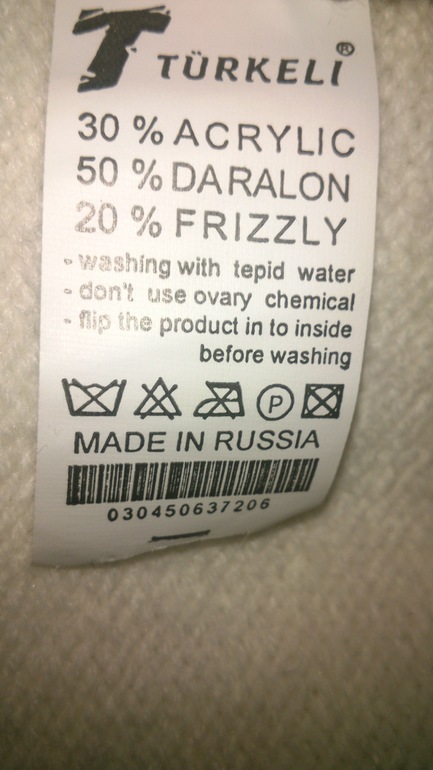 T TÜRKELİ®
30 % ACRYLIC
50 % DARALON
20 % FRIZZLY
- washing with tepid water
- don't use ovary chemical
- flip the product in to inside
before washing
P
MADE IN RUSSIA
030450637206